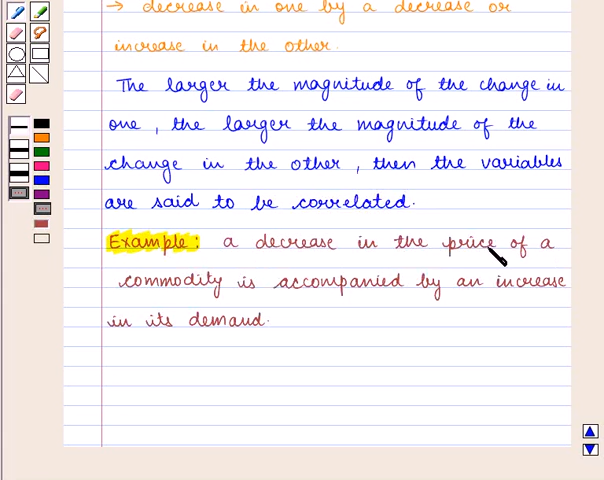 → decrease in one by a decrease or
increase in the other.
The larger the magnitude of the change in
one, the larger the magnitude of the
change in the other, then the variables
are said to be correlated.
Example: a decrease in the price of a
commodity is accompanied by an increase
in its demand.